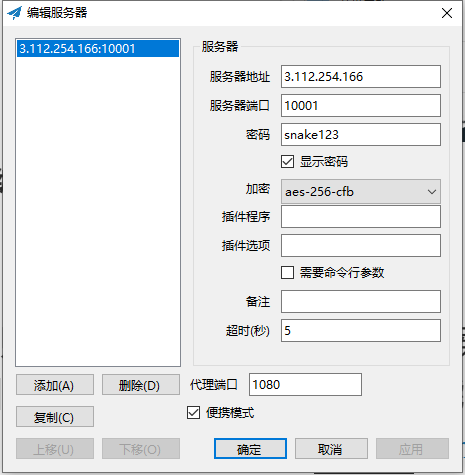 编辑服务器
3.112.254.166:10001
服务器
服务器地址 3.112.254.166
服务器端口 10001
密码 snake123
显示密码
加密 aes-256-cfb
插件程序
插件选项
需要命令行参数
备注
超时(秒) 5
添加(A) 删除(D) 代理端口 1080
复制(C) 便携模式
上移(U) 下移(O) 确定 取消 应用